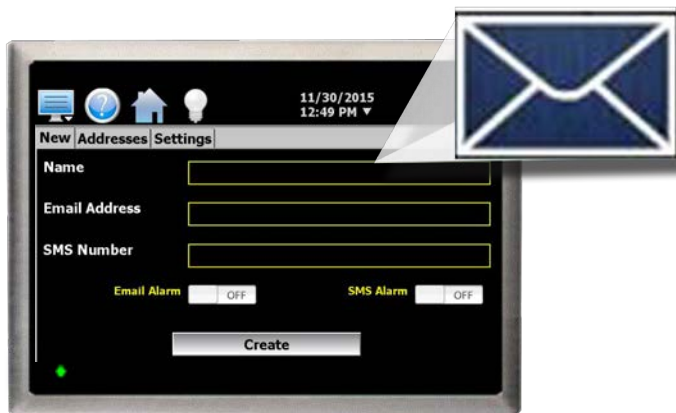 11/30/2015
12:49 PM ▼
New Addresses Settings
Name
Email Address
SMS Number
Email Alarm OFF SMS Alarm OFF
Create